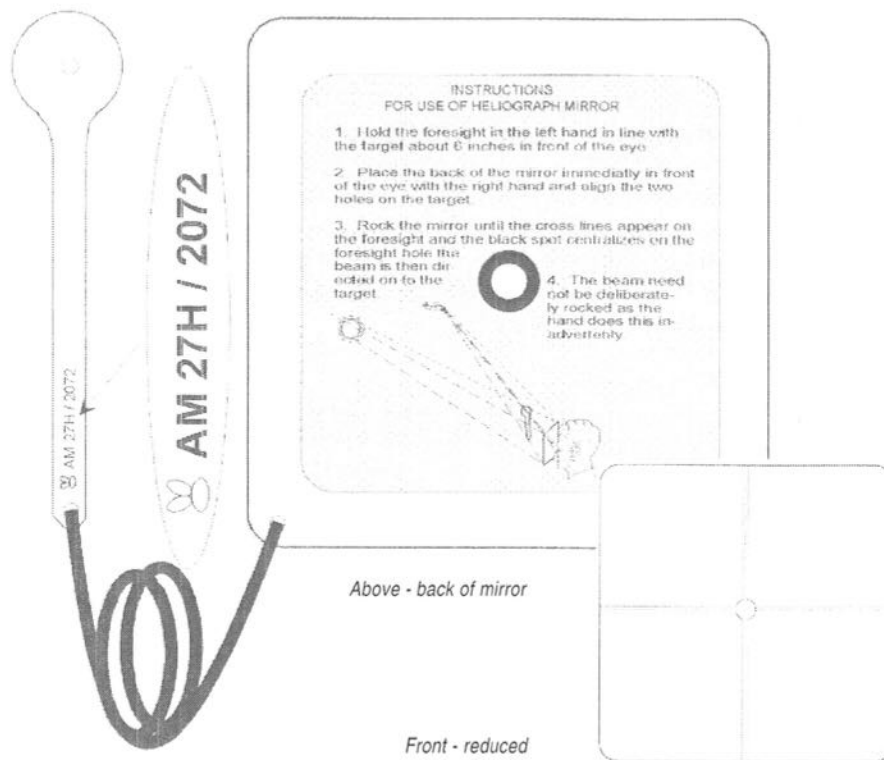 INSTRUCTIONS
FOR USE OF HELIOGRAPH MIRROR
1. Hold the foresight in the left hand in line with
the target about 6 inches in front of the eye
2. Place the back of the mirror immediatly in front
of the eye with the right hand and align the two
holes on the target.
3. Rock the mirror until the cross lines appear on
the foresight and the black spot centralizes on the
foresight hole the
beam is then dir-
ected on to the
target.
4. The beam need
not be deliberate-
ly rocked as the
hand does this in-
advertently
AM 27H / 2072
AM 27H / 2072
Above - back of mirror
Front - reduced